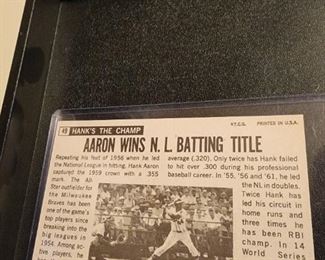 49 HANK'S THE CHAMP
©T.C.G. PRINTED IN U.S.A.
AARON WINS N. L. BATTING TITLE
Repeating his feat of 1956 when he led
the National League in hitting, Hank Aaron
captured the 1959 crown with a .355
mark. The All-
Star outfielder for
the Milwaukee
Braves has been
one of the game's
top players since
breaking into the
big leagues in
1954. Among
active players, he
average (.320). Only twice has Hank failed
to hit over .300 during his professional
baseball career. In '55, '56 and '61, he led
the NL in doubles.
Twice Hank has
led his circuit in
home runs and
three times he
has been RBI
champ. In 14
World Series